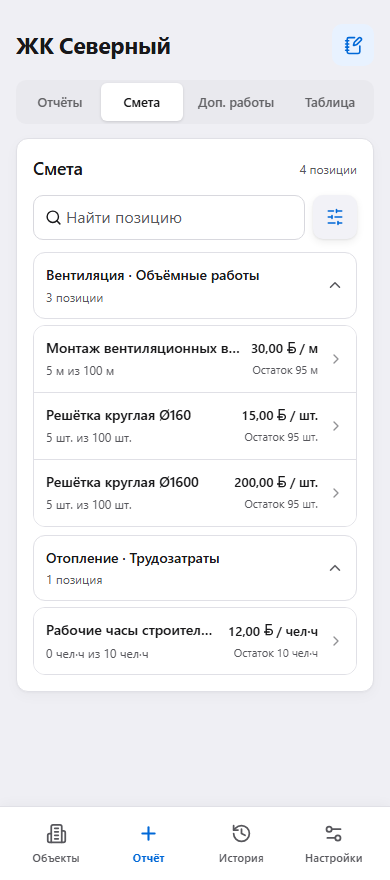 ЖК Северный
Отчёты
Смета
Доп. работы
Таблица
Смета
4 позиции
Найти позицию
Вентиляция · Объёмные работы
3 позиции
Монтаж вентиляционных в...
30,00 Ƃ / м
5 м из 100 м
Остаток 95 м
Решётка круглая Ø160
15,00 Ƃ / шт.
5 шт. из 100 шт.
Остаток 95 шт.
Решётка круглая Ø1600
200,00 Ƃ / шт.
5 шт. из 100 шт.
Остаток 95 шт.
Отопление · Трудозатраты
1 позиция
Рабочие часы строител...
12,00 Ƃ / чел·ч
0 чел·ч из 10 чел·ч
Остаток 10 чел·ч
Объекты
Отчёт
История
Настройки